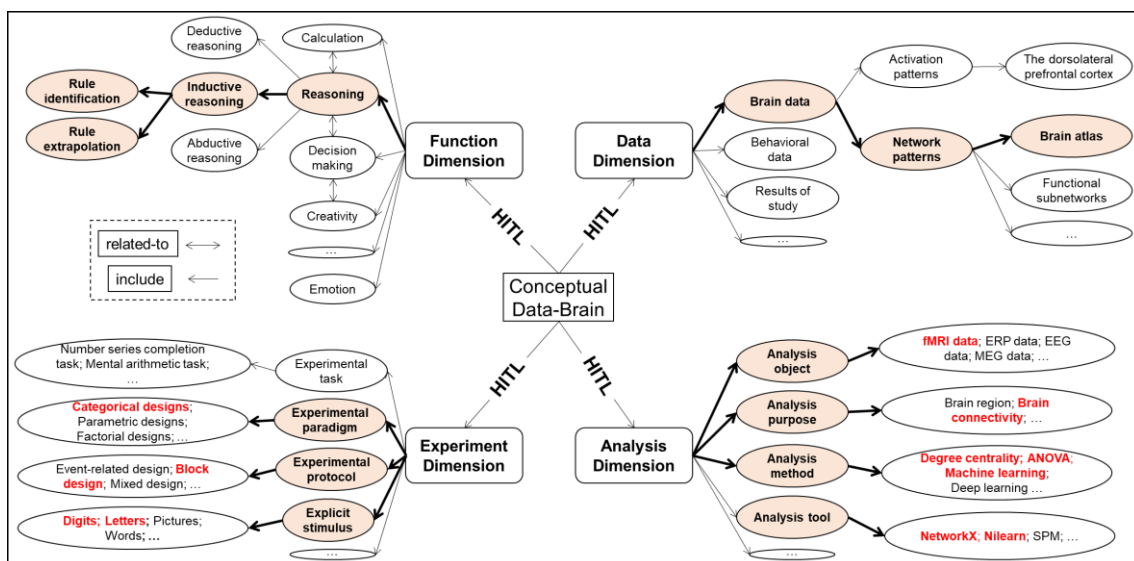 Deductive
reasoning
Calculation
Rule
identification
Inductive
reasoning
Reasoning
Rule
extrapolation
Abductive
reasoning
Decision
making
Creativity
...
Emotion
Function
Dimension
related-to
include
Data
Dimension
Brain data
Behavioral
data
Results of
study
...
Activation
patterns
The dorsolateral
prefrontal cortex
Network
patterns
Brain atlas
Functional
subnetworks
...
HITL
HITL
Conceptual
Data-Brain
HITL
HITL
Number series completion
task; Mental arithmetic task;
...
Experimental
task
Categorical designs;
Parametric designs;
Factorial designs; ...
Experimental
paradigm
Event-related design; Block
design; Mixed design; ...
Experimental
protocol
Digits; Letters; Pictures;
Words; ...
Explicit
stimulus
...
Experiment
Dimension
Analysis
Dimension
Analysis
object
fMRI data; ERP data; EEG
data; MEG data; ...
Analysis
purpose
Brain region; Brain
connectivity; ...
Analysis
method
Degree centrality; ANOVA;
Machine learning;
Deep learning ...
Analysis tool
NetworkX; Nilearn; SPM; ...
...